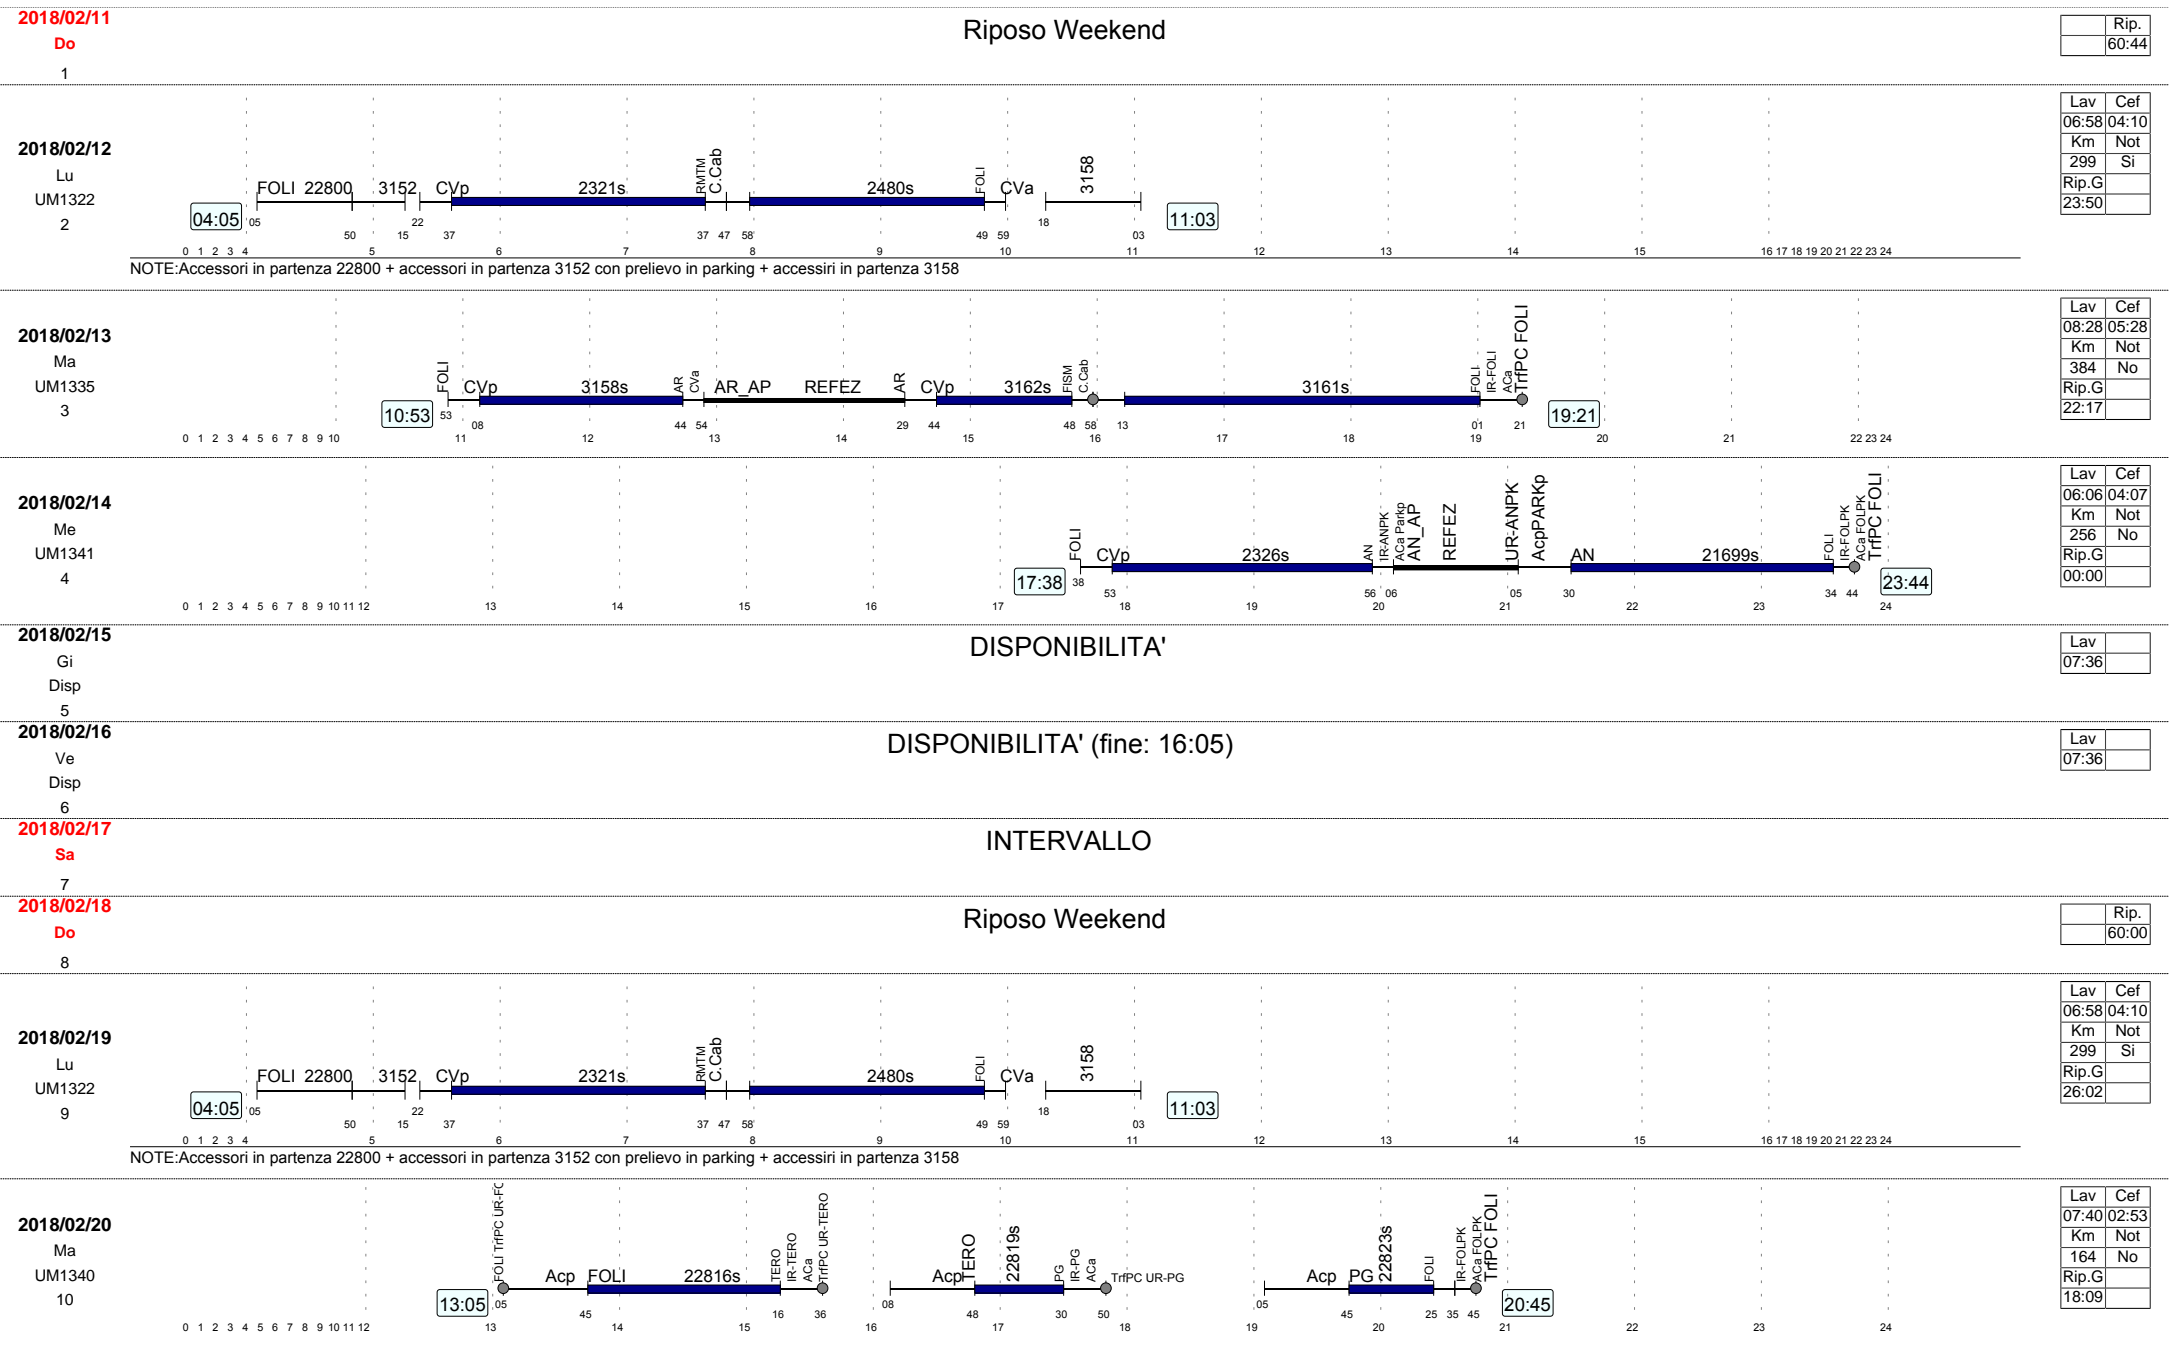 2018/02/11
Do
1
Riposo Weekend
Rip.
60:44
2018/02/12
Lu
UM1322
2
04:05
FOLI 22800 3152 CVp 2321s RMTM C.Cab 2480s FOLI CVa 3158
11:03
05 50 15 22 37 37 47 58 49 59 18 03
0 1 2 3 4 5 6 7 8 9 10 11 12 13 14 15 16 17 18 19 20 21 22 23 24
NOTE:Accessori in partenza 22800 + accessori in partenza 3152 con prelievo in parking + accessiri in partenza 3158
Lav Cef
06:58 04:10
Km Not
299 Si
Rip.G
23:50
2018/02/13
Ma
UM1335
3
10:53
FOLI CVp 3158s AR CVa AR_AP REFEZ AR CVp 3162s FISM C.Cab 3161s FOLI IR-FOLI ACa TrfPC FOLI
19:21
53 08 44 54 29 44 48 58 13 01 21
0 1 2 3 4 5 6 7 8 9 10 11 12 13 14 15 16 17 18 19 20 21 22 23 24
Lav Cef
08:28 05:28
Km Not
384 No
Rip.G
22:17
2018/02/14
Me
UM1341
4
17:38
FOLI CVp 2326s AN IR-ANPK ACa Parkp AN_AP REFEZ UR-ANPK AcpPARKp AN 21699s FOLI IR-FOLPK ACa FOLPK TrfPC FOLI
23:44
38 53 56 06 05 30 34 44
0 1 2 3 4 5 6 7 8 9 10 11 12 13 14 15 16 17 18 19 20 21 22 23 24
Lav Cef
06:06 04:07
Km Not
256 No
Rip.G
00:00
2018/02/15
Gi
Disp
5
DISPONIBILITA'
Lav
07:36
2018/02/16
Ve
Disp
6
DISPONIBILITA' (fine: 16:05)
Lav
07:36
2018/02/17
Sa
7
INTERVALLO
2018/02/18
Do
8
Riposo Weekend
Rip.
60:00
2018/02/19
Lu
UM1322
9
04:05
FOLI 22800 3152 CVp 2321s RMTM C.Cab 2480s FOLI CVa 3158
11:03
05 50 15 22 37 37 47 58 49 59 18 03
0 1 2 3 4 5 6 7 8 9 10 11 12 13 14 15 16 17 18 19 20 21 22 23 24
NOTE:Accessori in partenza 22800 + accessori in partenza 3152 con prelievo in parking + accessiri in partenza 3158
Lav Cef
06:58 04:10
Km Not
299 Si
Rip.G
26:02
2018/02/20
Ma
UM1340
10
13:05
FOLI TrfPC UR-FC Acp FOLI 22816s TERO IR-TERO ACa TrfPC UR-TERO Acp TERO 22819s PG IR-PG ACa TrfPC UR-PG Acp PG 22823s FOLI IR-FOLPK ACa FOLPK TrfPC FOLI
20:45
05 45 16 36 08 48 30 50 05 45 25 35 45
0 1 2 3 4 5 6 7 8 9 10 11 12 13 14 15 16 17 18 19 20 21 22 23 24
Lav Cef
07:40 02:53
Km Not
164 No
Rip.G
18:09